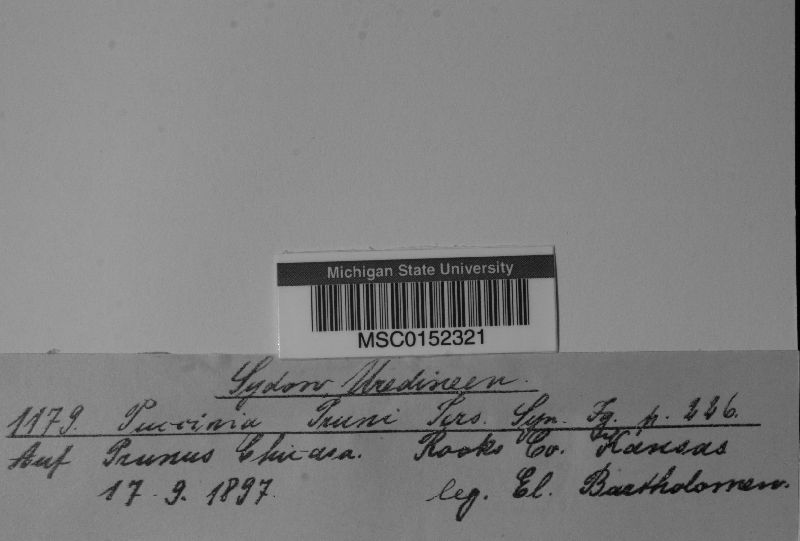 Michigan State University
MSC0152321
Sydow, Uredineen.
1179. Puccinia Pruni Pers. Syn. Fg. p. 226.
Auf Prunus Chicasa. Rooks Co. Kansas
17. 9. 1897. leg. El. Bartholomew.